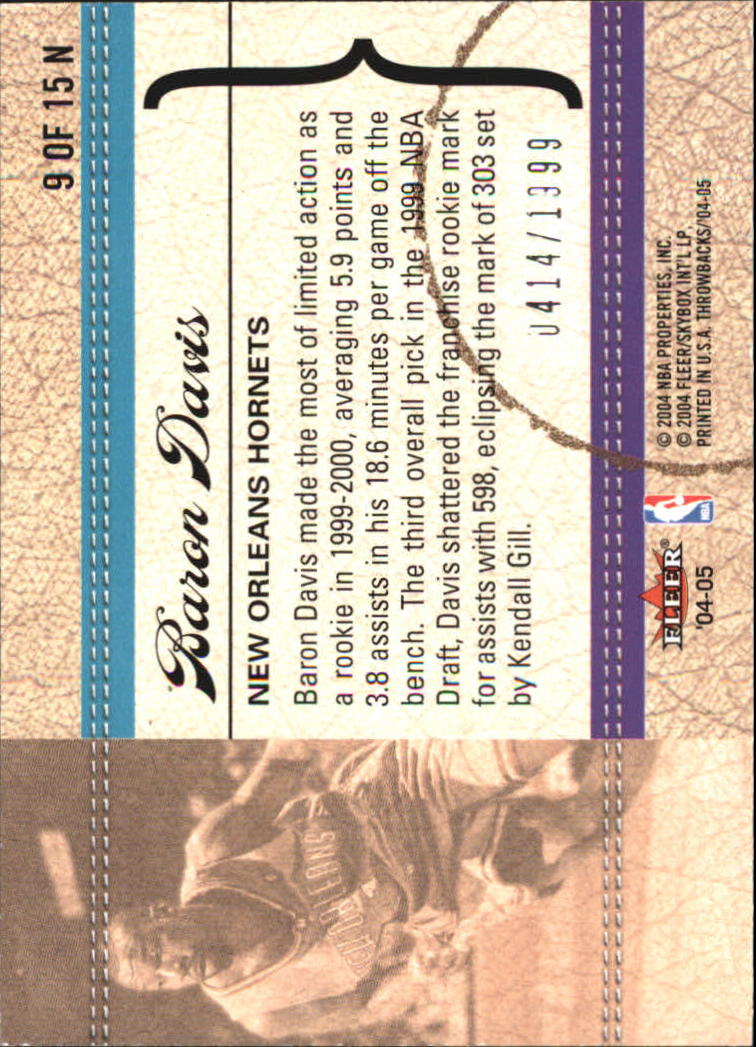 9 OF 15 N
Baron Davis
NEW ORLEANS HORNETS
Baron Davis made the most of limited action as
a rookie in 1999-2000, averaging 5.9 points and
3.8 assists in his 18.6 minutes per game off the
bench. The third overall pick in the 1999 NBA
Draft, Davis shattered the franchise rookie mark
for assists with 598, eclipsing the mark of 303 set
by Kendall Gill.
0414/1999
FLEER®
'04-05
NBA
© 2004 NBA PROPERTIES, INC.
© 2004 FLEER/SKYBOX INT'L LP.
PRINTED IN U.S.A. THROWBACKS/'04-05
ORLEANS